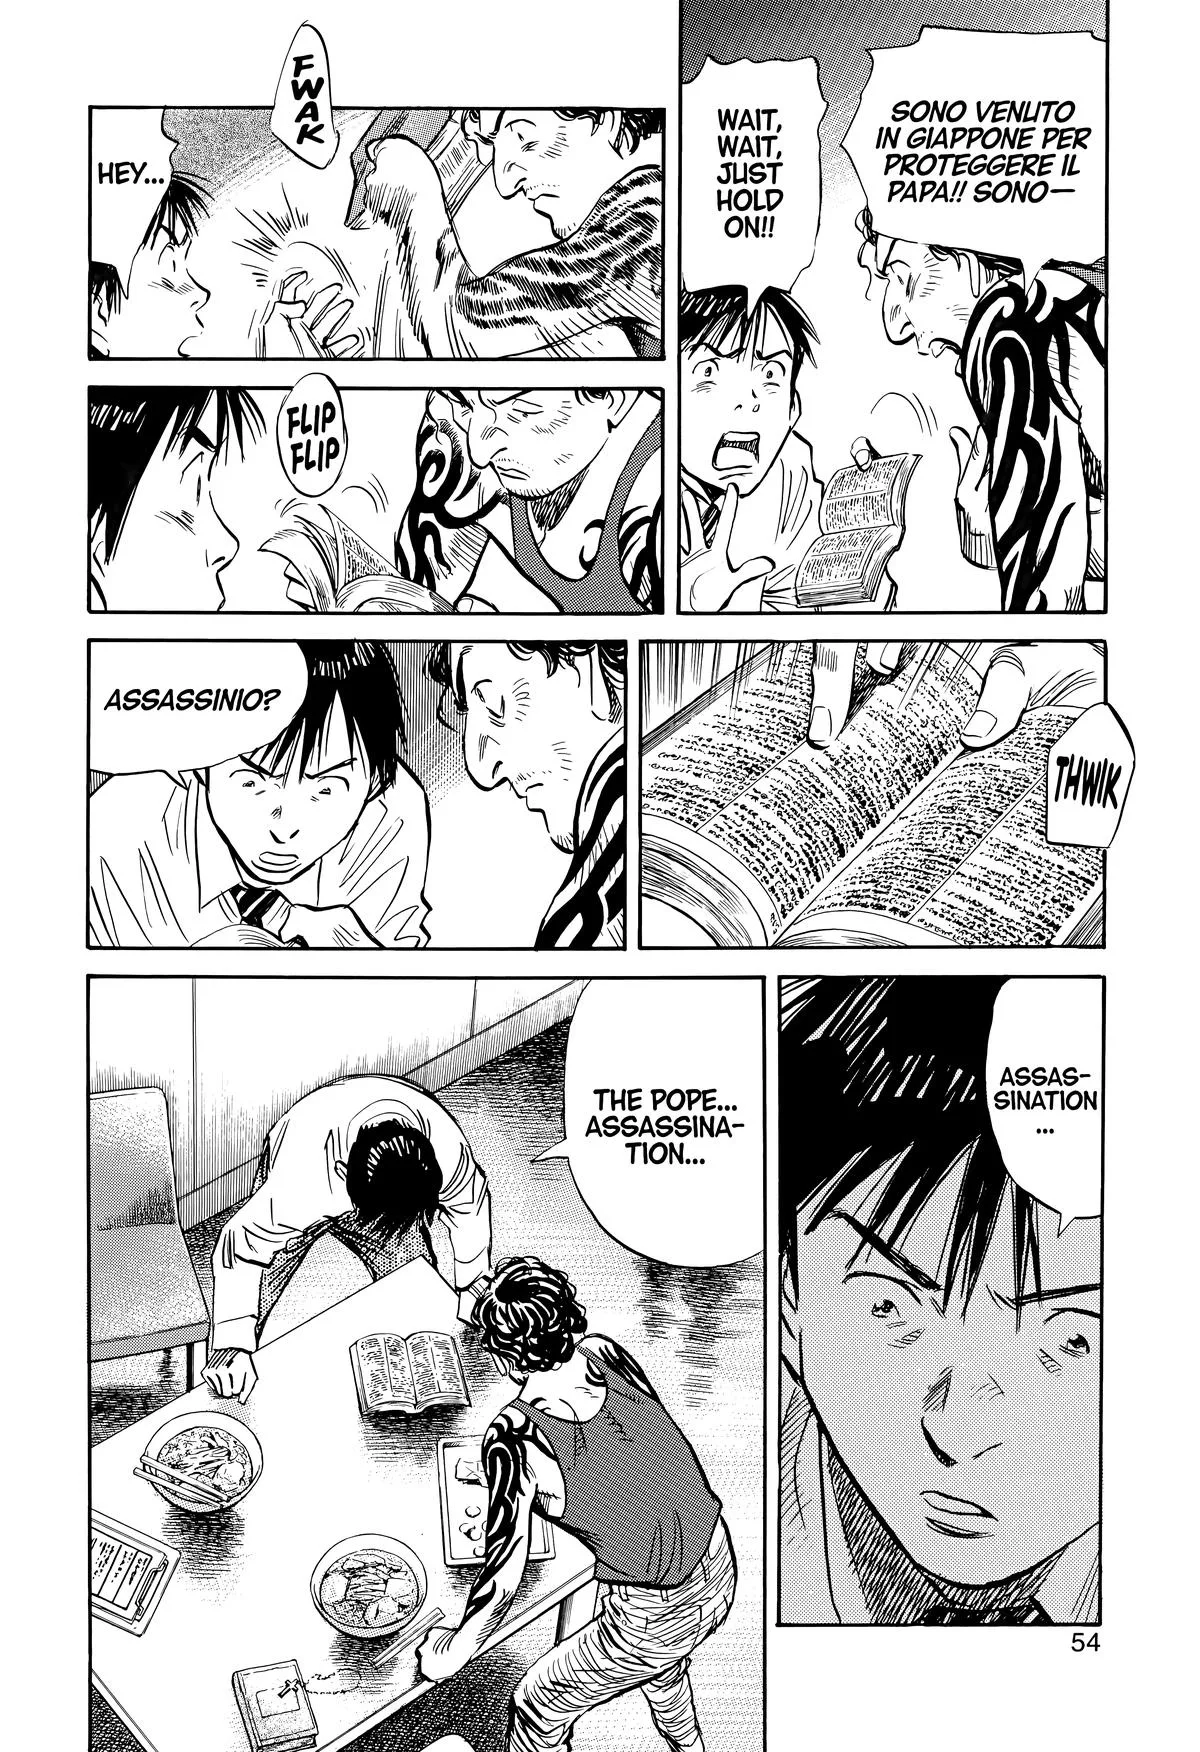 SONO VENUTO
IN GIAPPONE PER
PROTEGGERE IL
PAPA!! SONO—
WAIT,
WAIT,
JUST
HOLD
ON!!
FWAK
HEY...
FLIP
FLIP
THWIK
ASSASSINIO?
ASSAS-
SINATION
...
THE POPE...
ASSASSINA-
TION...
54